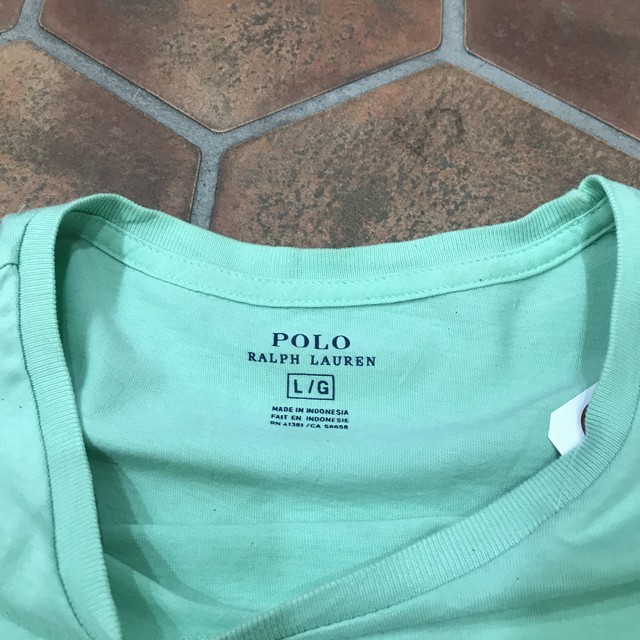 POLO
RALPH LAUREN
L/G
MADE IN INDONESIA
FAIT EN INDONESIE
RN 41381 / CA 56658